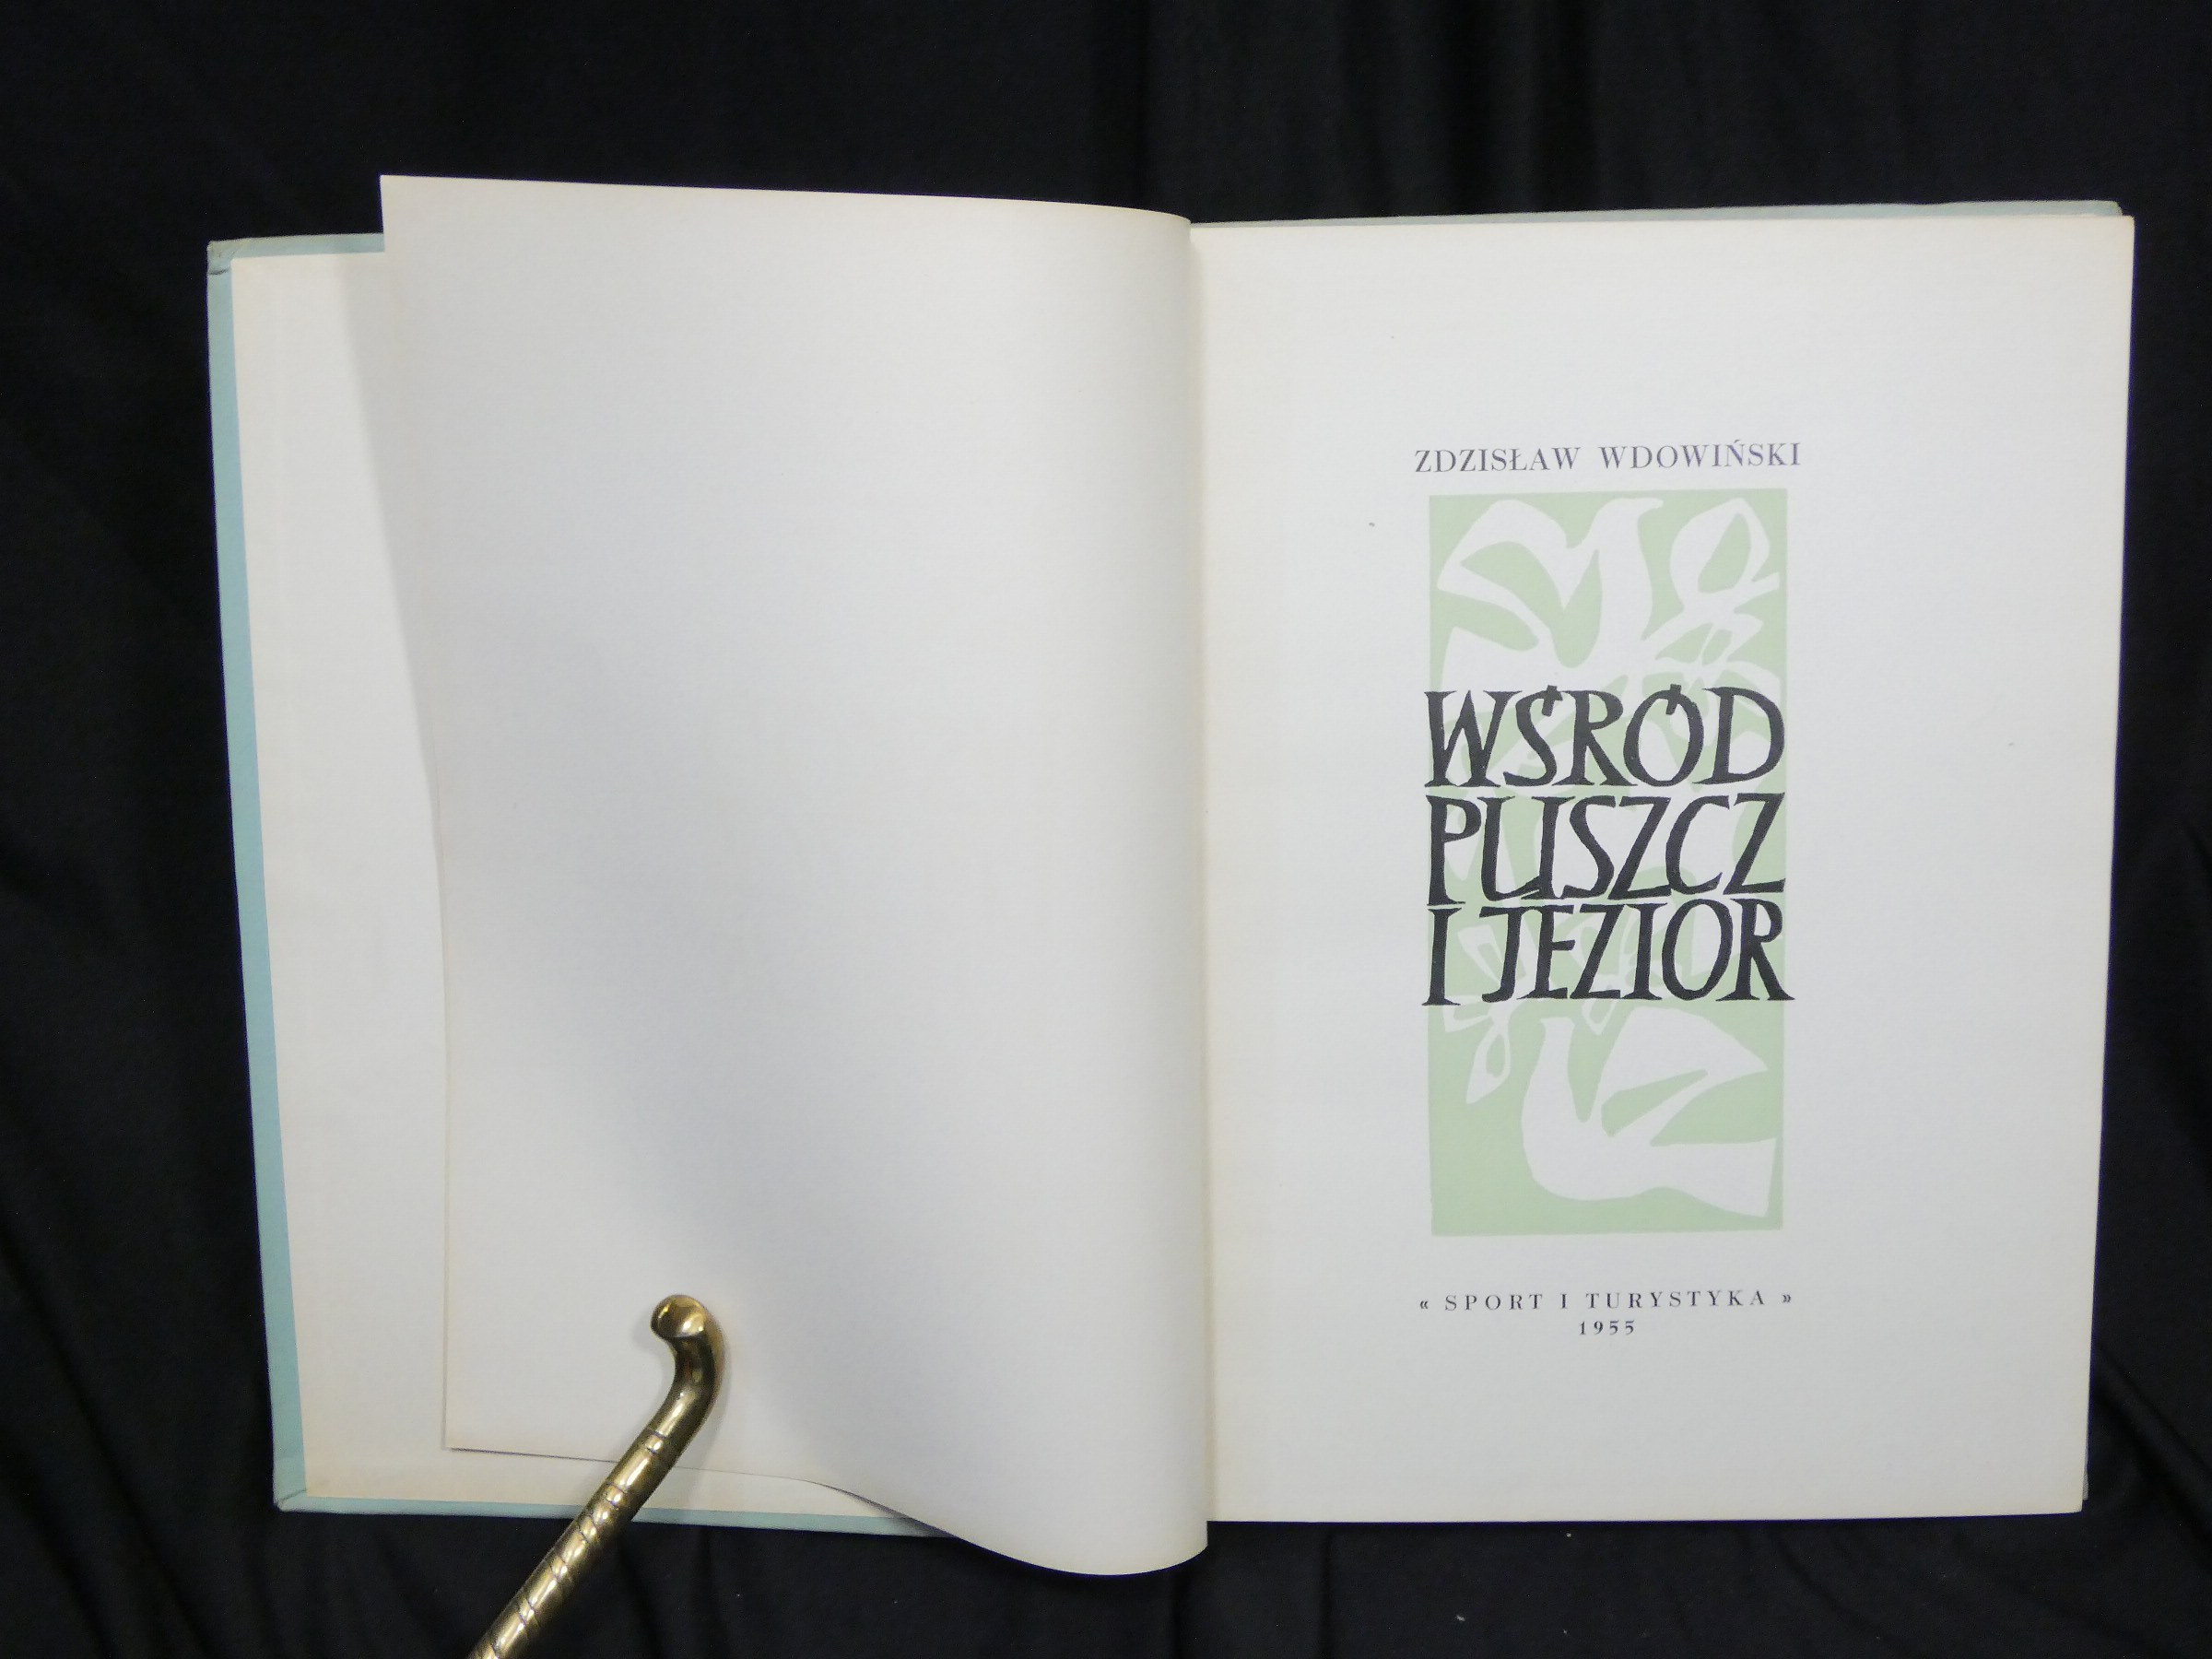 ZDZISŁAW WDOWIŃSKI
WŚRÓD
PUSZCZ
I JEZIOR
« SPORT I TURYSTYKA »
1955